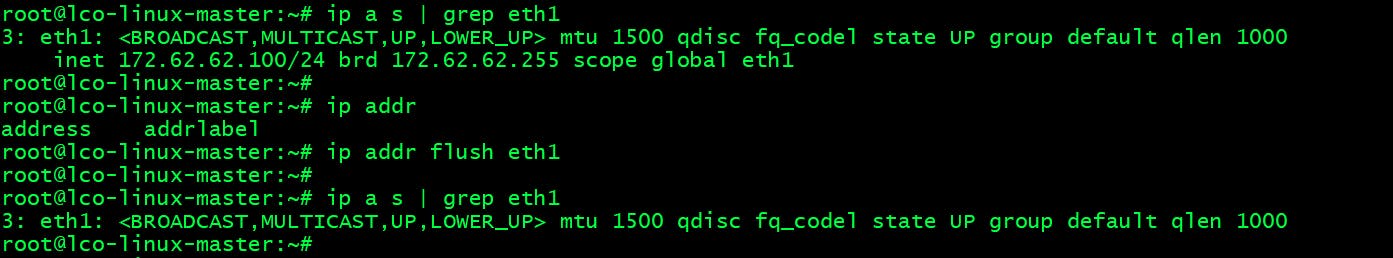 root@lco-linux-master:~# ip a s | grep eth1
3: eth1: <BROADCAST,MULTICAST,UP,LOWER_UP> mtu 1500 qdisc fq_codel state UP group default qlen 1000
    inet 172.62.62.100/24 brd 172.62.62.255 scope global eth1
root@lco-linux-master:~#
root@lco-linux-master:~# ip addr
address    addrlabel
root@lco-linux-master:~# ip addr flush eth1
root@lco-linux-master:~#
root@lco-linux-master:~# ip a s | grep eth1
3: eth1: <BROADCAST,MULTICAST,UP,LOWER_UP> mtu 1500 qdisc fq_codel state UP group default qlen 1000
root@lco-linux-master:~#